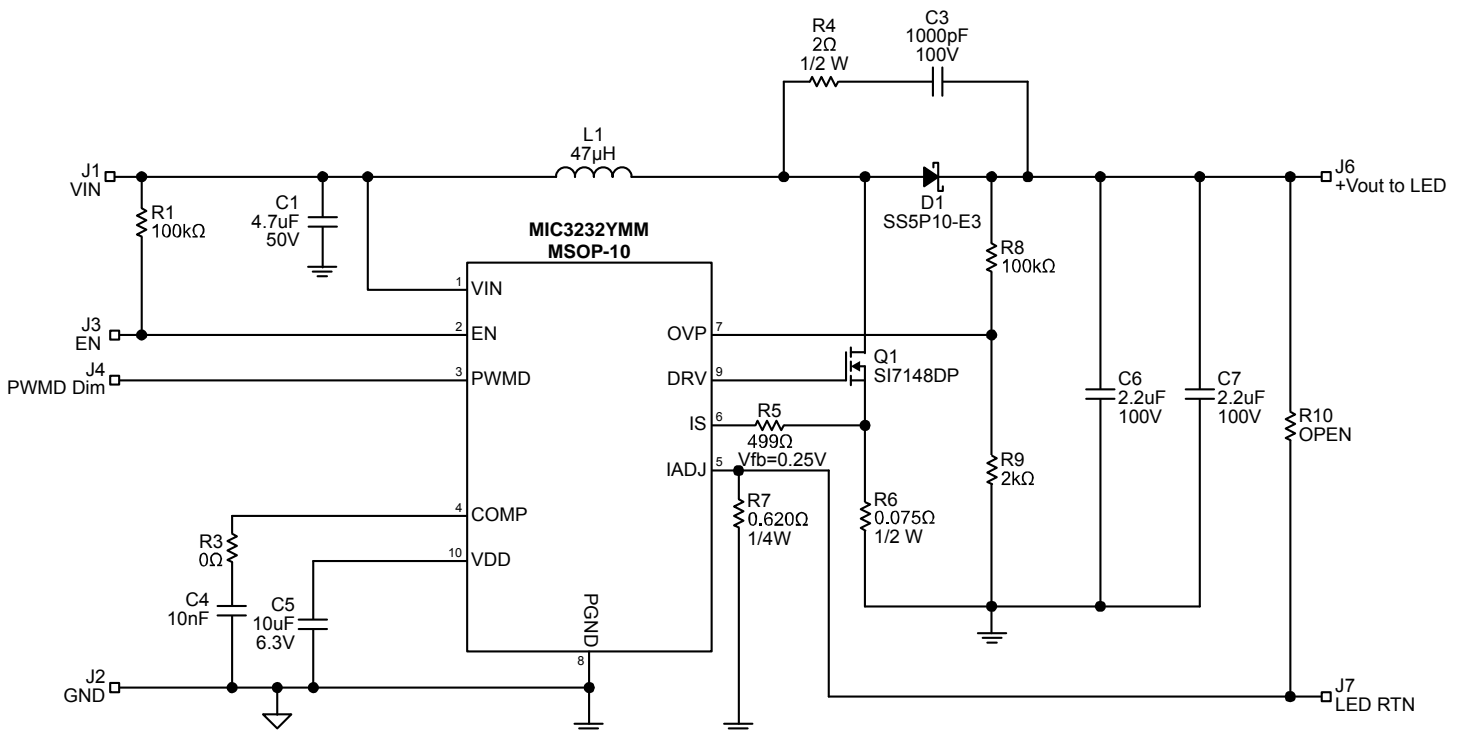 R4
2Ω
1/2 W
C3
1000pF
100V
L1
47µH
J1
VIN
R1
100kΩ
C1
4.7uF
50V
D1
SS5P10-E3
J6
+Vout to LED
MIC3232YMM
MSOP-10
R8
100kΩ
1
VIN
J3
EN
2
EN
OVP
7
J4
PWMD Dim
3
PWMD
DRV
9
Q1
SI7148DP
C6
2.2uF
100V
C7
2.2uF
100V
R10
OPEN
IS
6
R5
499Ω
Vfb=0.25V
IADJ
5
R9
2kΩ
R7
0.620Ω
1/4W
R6
0.075Ω
1/2 W
4
COMP
R3
0Ω
10
VDD
C4
10nF
C5
10uF
6.3V
PGND
8
J2
GND
J7
LED RTN